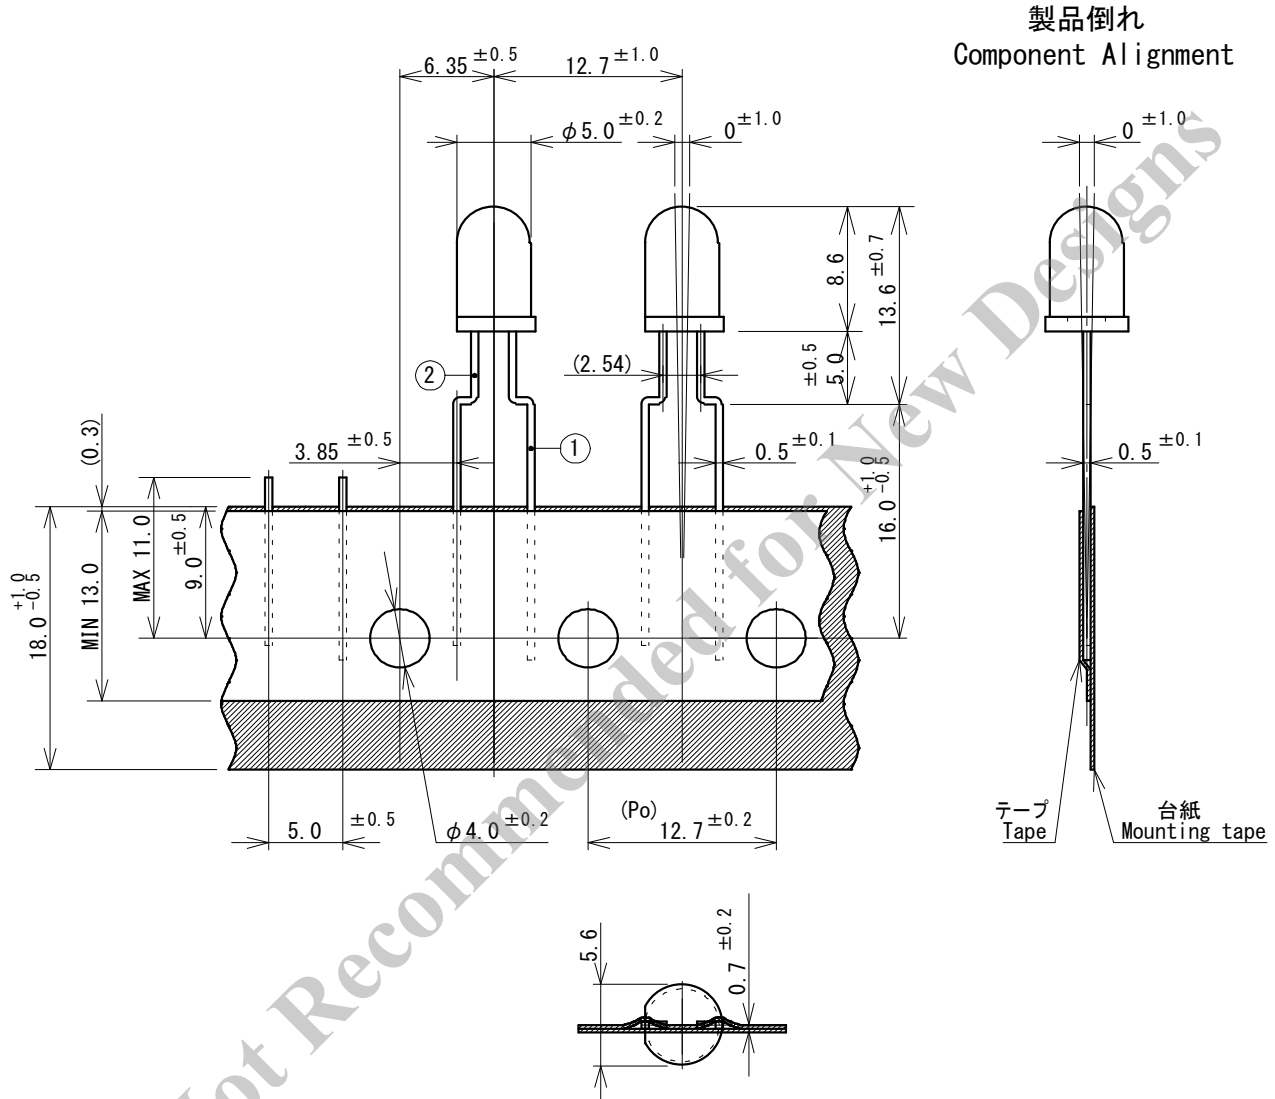 製品倒れ
Component Alignment
6.35 ±0.5
12.7 ±1.0
φ5.0 ±0.2
0 ±1.0
0 ±1.0
8.6
13.6 ±0.7
5.0 ±0.5
(2.54)
②
①
3.85 ±0.5
0.5 ±0.1
0.5 ±0.1
(0.3)
MAX 11.0
9.0 ±0.5
MIN 13.0
18.0 +1.0 -0.5
16.0 +1.0 -0.5
5.0 ±0.5
φ4.0 ±0.2
(Po)
12.7 ±0.2
テープ
Tape
台紙
Mounting tape
5.6
0.7 ±0.2
Not Recommended for New Designs